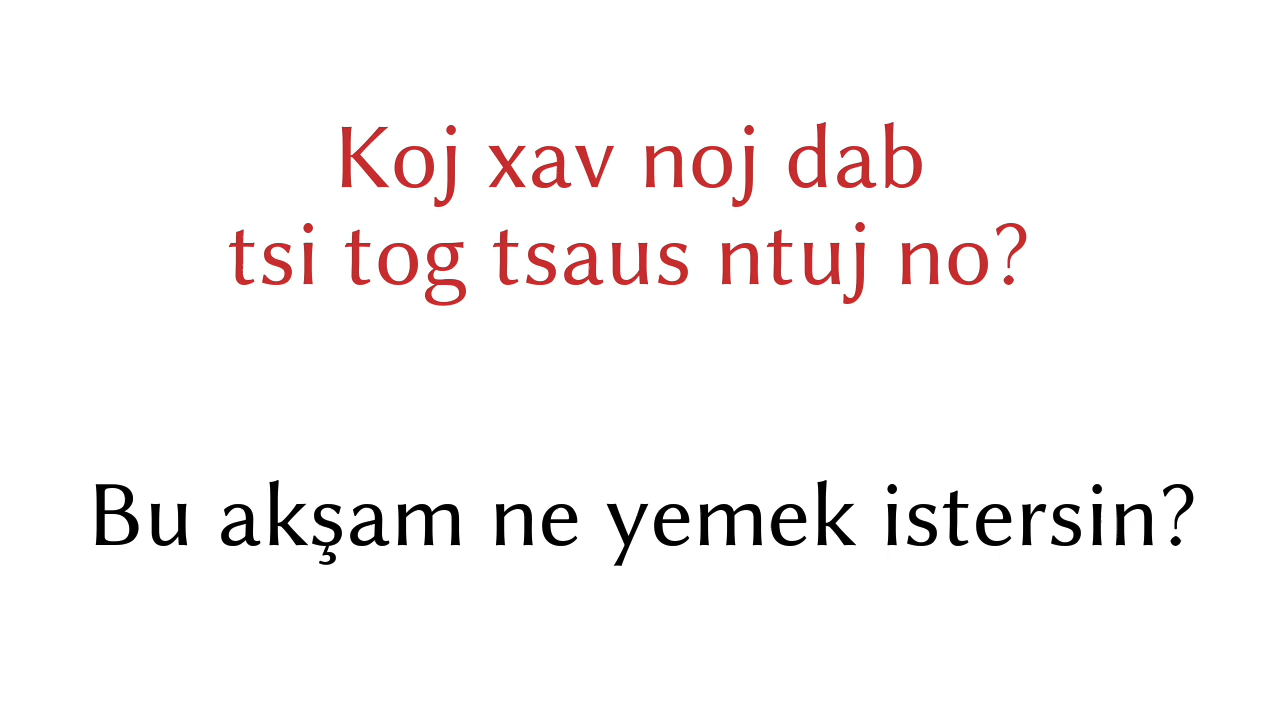 Koj xav noj dab
tsi tog tsaus ntuj no?
Bu akşam ne yemek istersin?